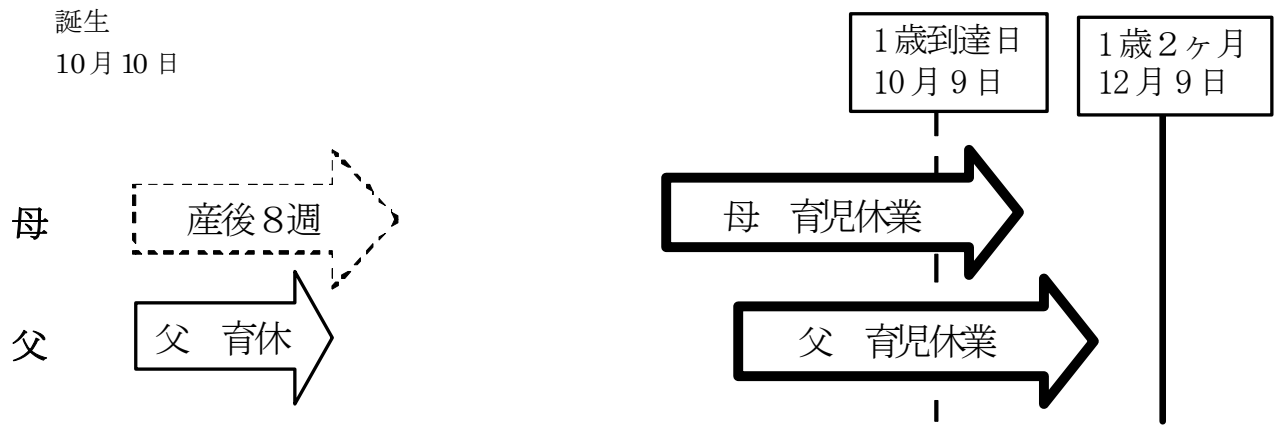 誕生
10月10日
1歳到達日
10月9日
1歳2ヶ月
12月9日
母
産後8週
母 育児休業
父
父 育休
父 育児休業